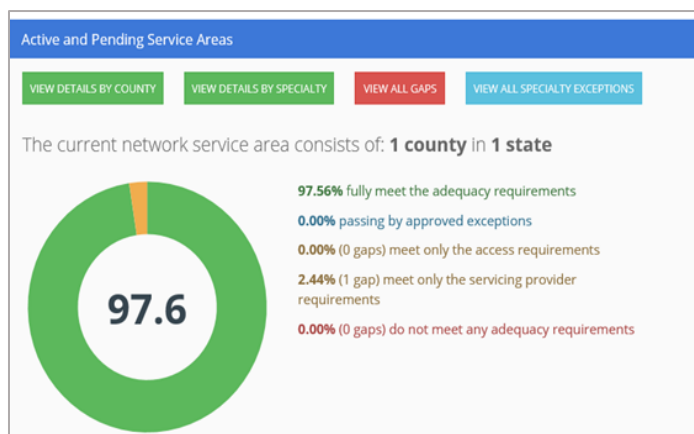 Active and Pending Service Areas
VIEW DETAILS BY COUNTY
VIEW DETAILS BY SPECIALTY
VIEW ALL GAPS
VIEW ALL SPECIALTY EXCEPTIONS
The current network service area consists of: 1 county in 1 state
97.56% fully meet the adequacy requirements
0.00% passing by approved exceptions
0.00% (0 gaps) meet only the access requirements
2.44% (1 gap) meet only the servicing provider
requirements
0.00% (0 gaps) do not meet any adequacy requirements
97.6